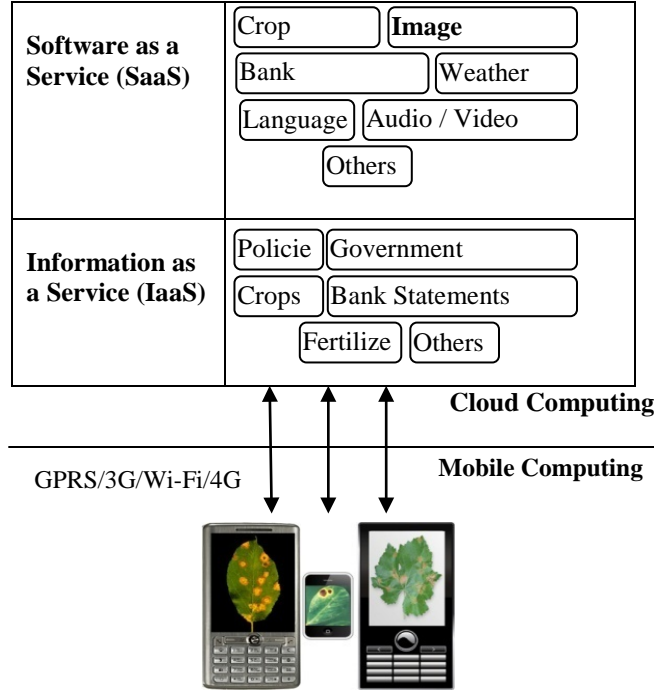 Software as a
Service (SaaS)
Crop Image
Bank Weather
Language Audio / Video
Others
Information as
a Service (IaaS)
Policie Government
Crops Bank Statements
Fertilize Others
Cloud Computing
Mobile Computing
GPRS/3G/Wi-Fi/4G